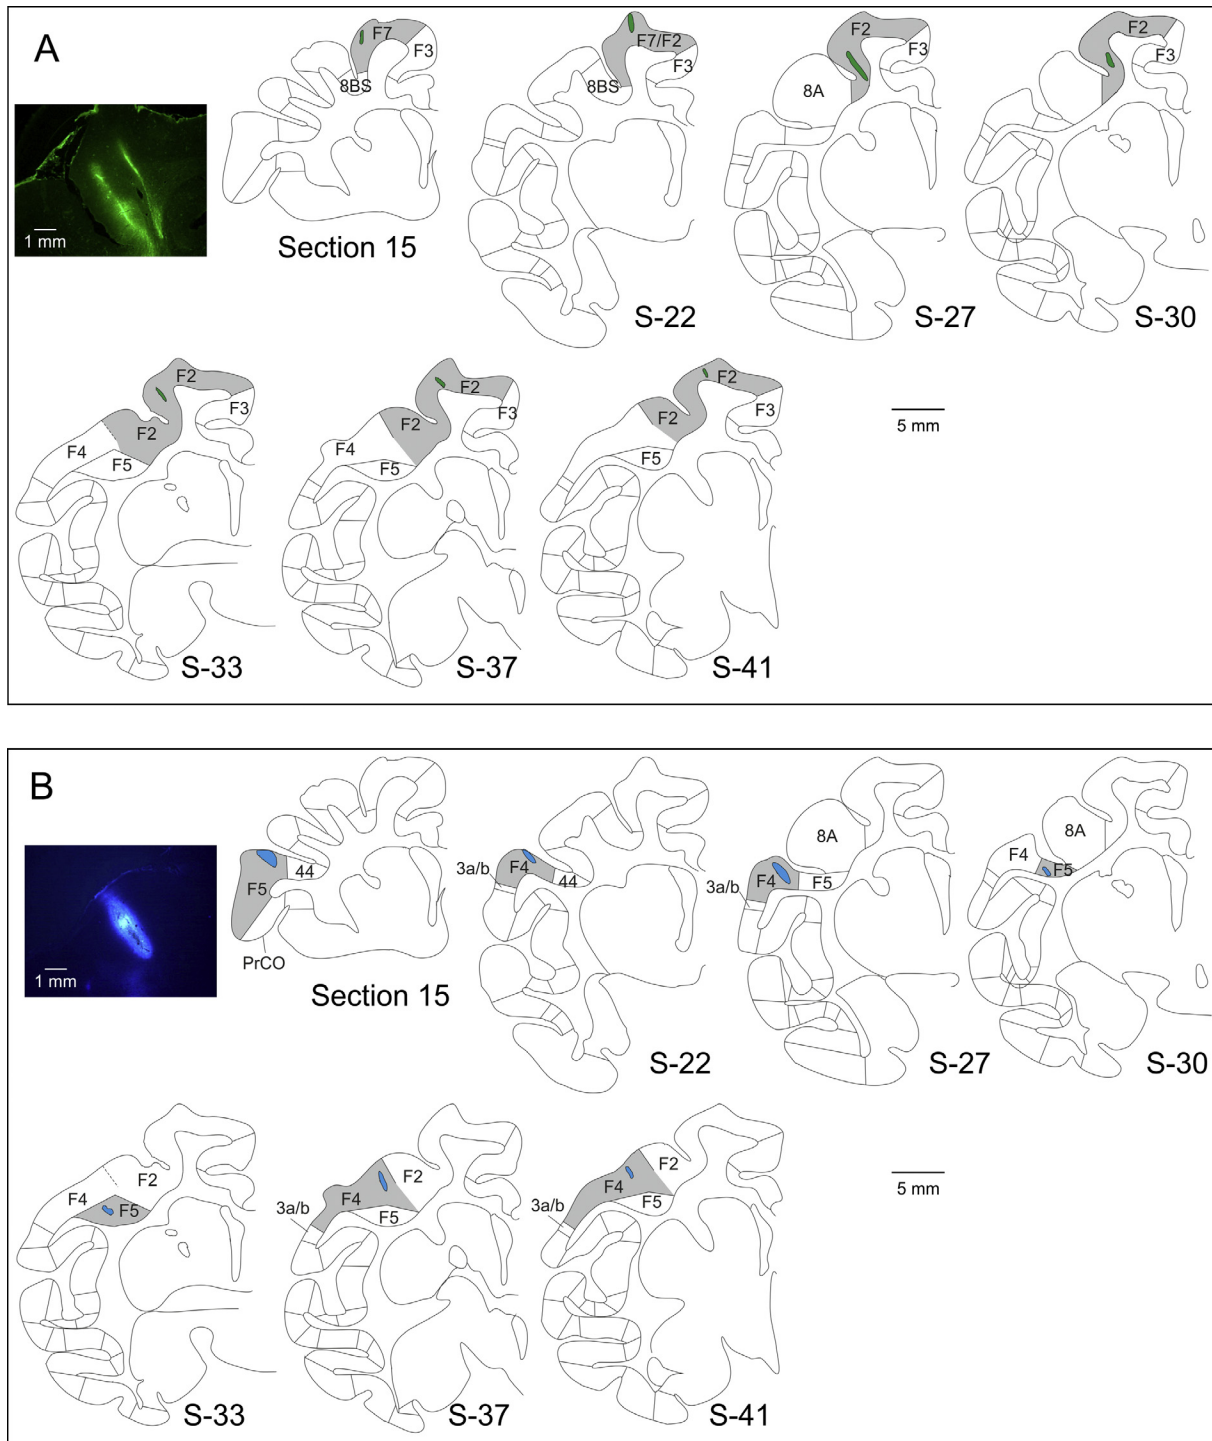 A
F7
F3
8BS
1 mm
Section 15
F7/F2
F3
8BS
S-22
F2
F3
8A
S-27
F2
F3
S-30
F2
F3
F2
F4
F5
S-33
F2
F3
F2
F4
F5
S-37
F2
F3
F2
F5
S-41
5 mm
B
1 mm
44
F5
PrCO
Section 15
3a/b
F4
44
S-22
8A
3a/b
F4
F5
S-27
8A
F4
F5
S-30
F2
F4
F5
S-33
F2
F4
F5
3a/b
S-37
F2
F4
F5
3a/b
S-41
5 mm